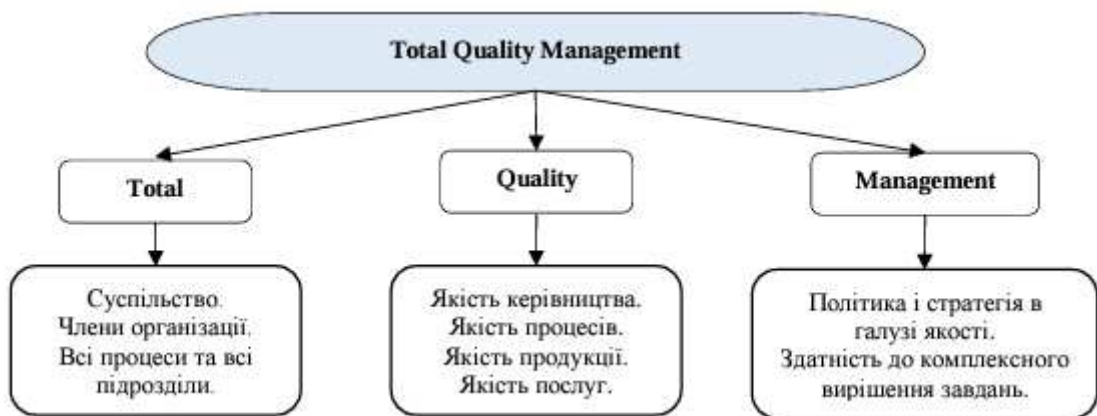 Total Quality Management
Total
Quality
Management
Суспільство.
Члени організації.
Всі процеси та всі
підрозділи.
Якість керівництва.
Якість процесів.
Якість продукції.
Якість послуг.
Політика і стратегія в
галузі якості.
Здатність до комплексного
вирішення завдань.